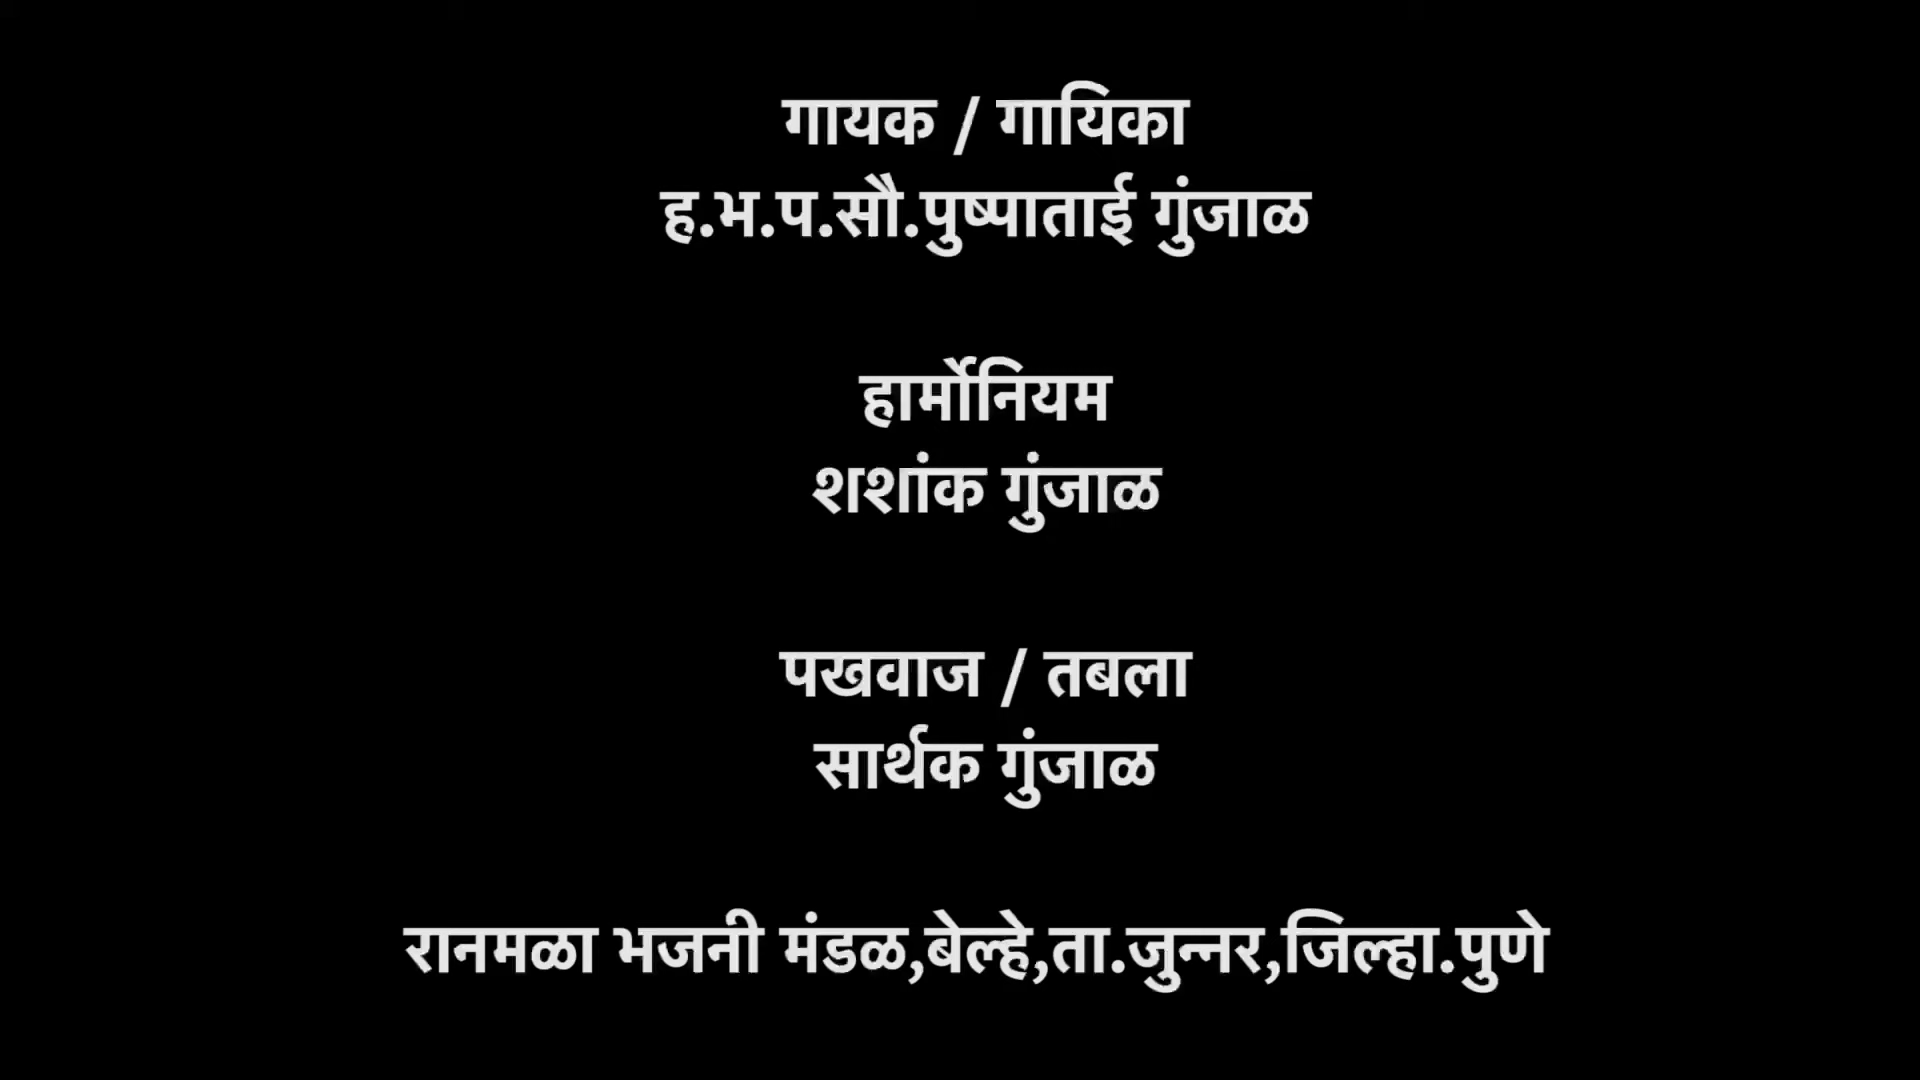 गायक / गायिका
ह.भ.प.सौ.पुष्पाताई गुंजाळ
हार्मोनियम
शशांक गुंजाळ
पखवाज / तबला
सार्थक गुंजाळ
रानमळा भजनी मंडळ,बेल्हे,ता.जुन्नर,जिल्हा.पुणे